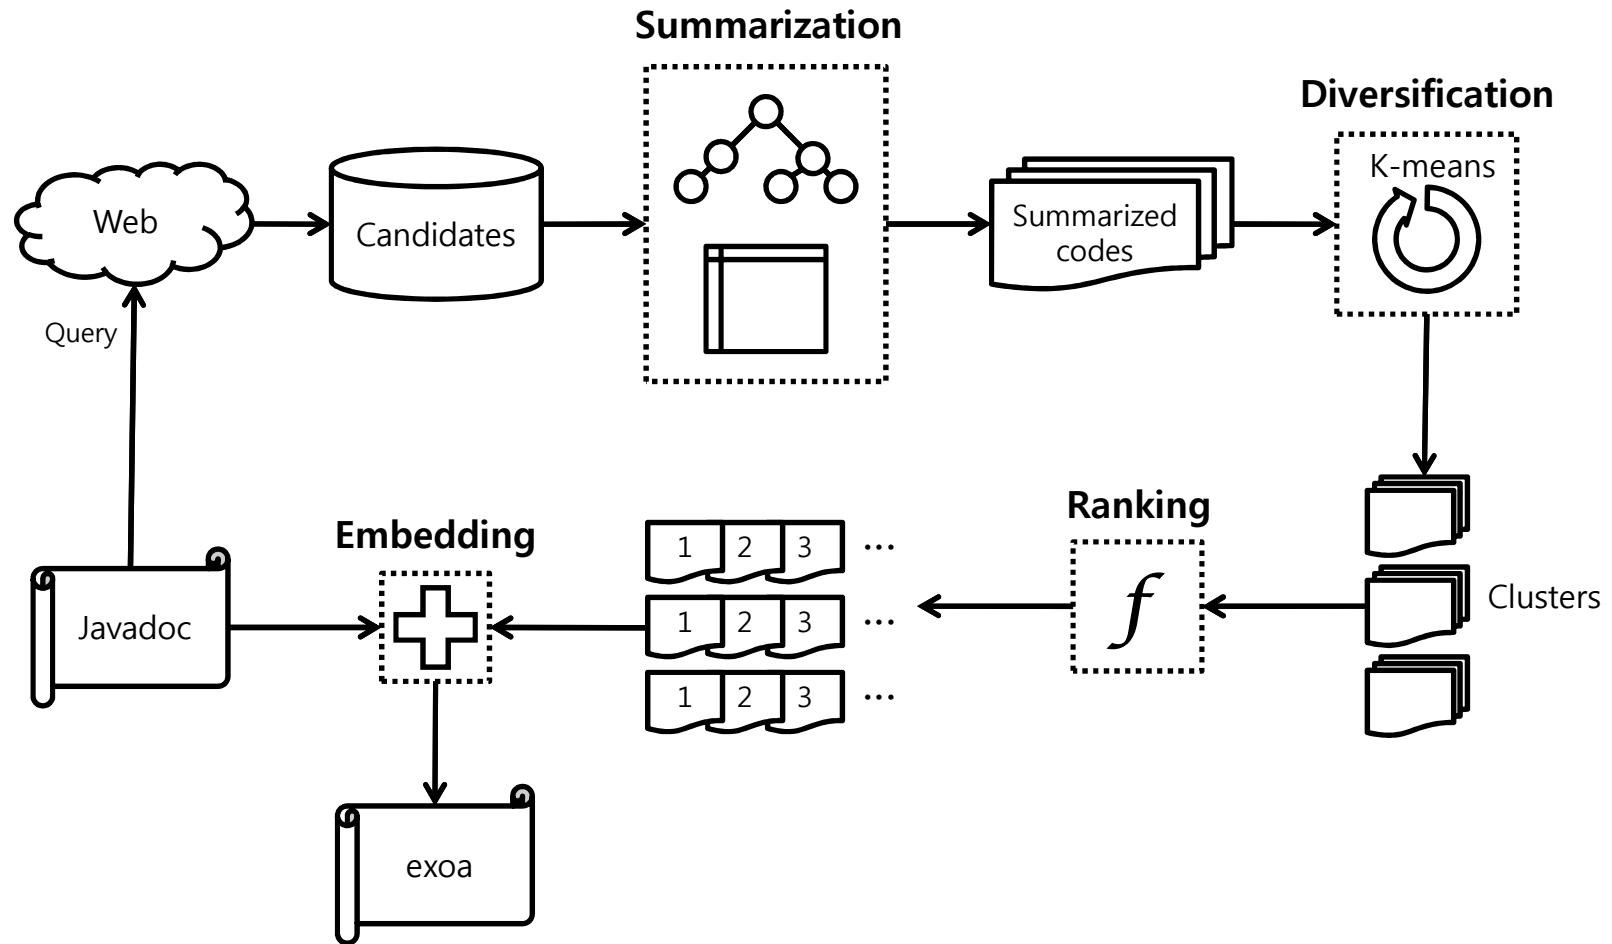 Summarization
Diversification
K-means
Web
Candidates
Summarized
codes
Query
Embedding
Ranking
Javadoc
1 2 3 ...
1 2 3 ...
1 2 3 ...
f
Clusters
exoa